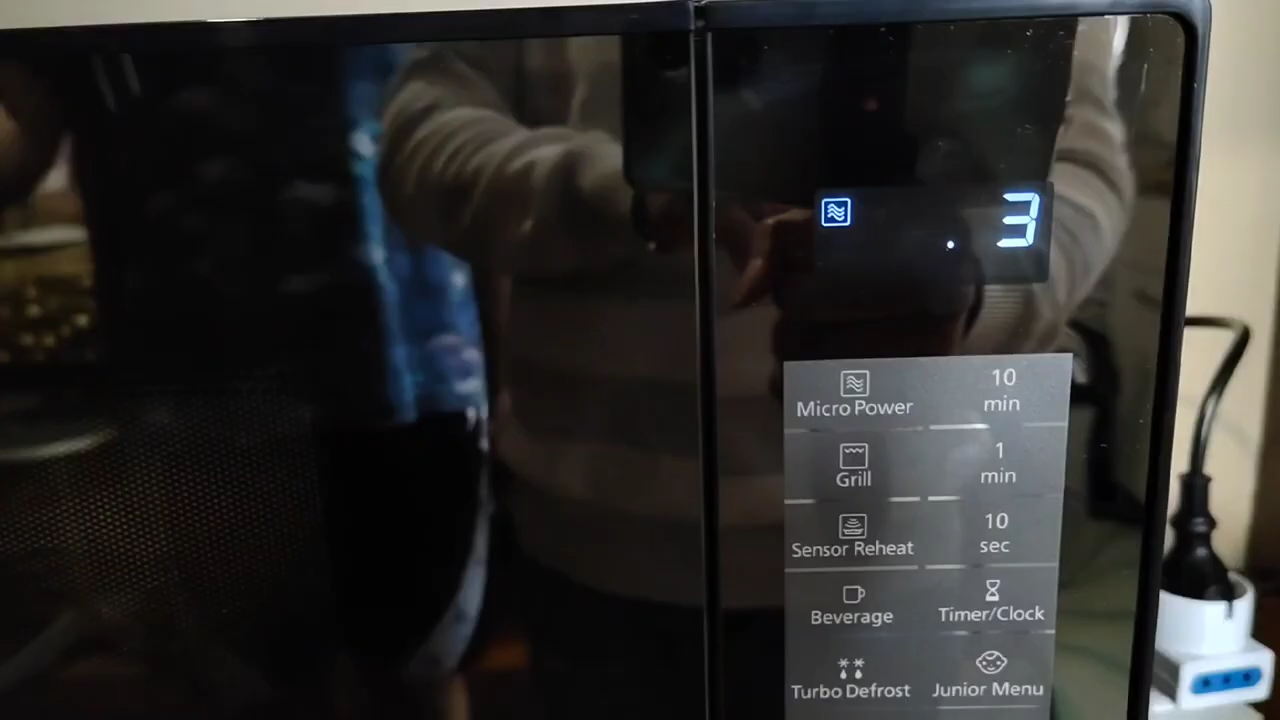 3
Micro Power
10
min
Grill
1
min
Sensor Reheat
10
sec
Beverage
Timer/Clock
Turbo Defrost
Junior Menu